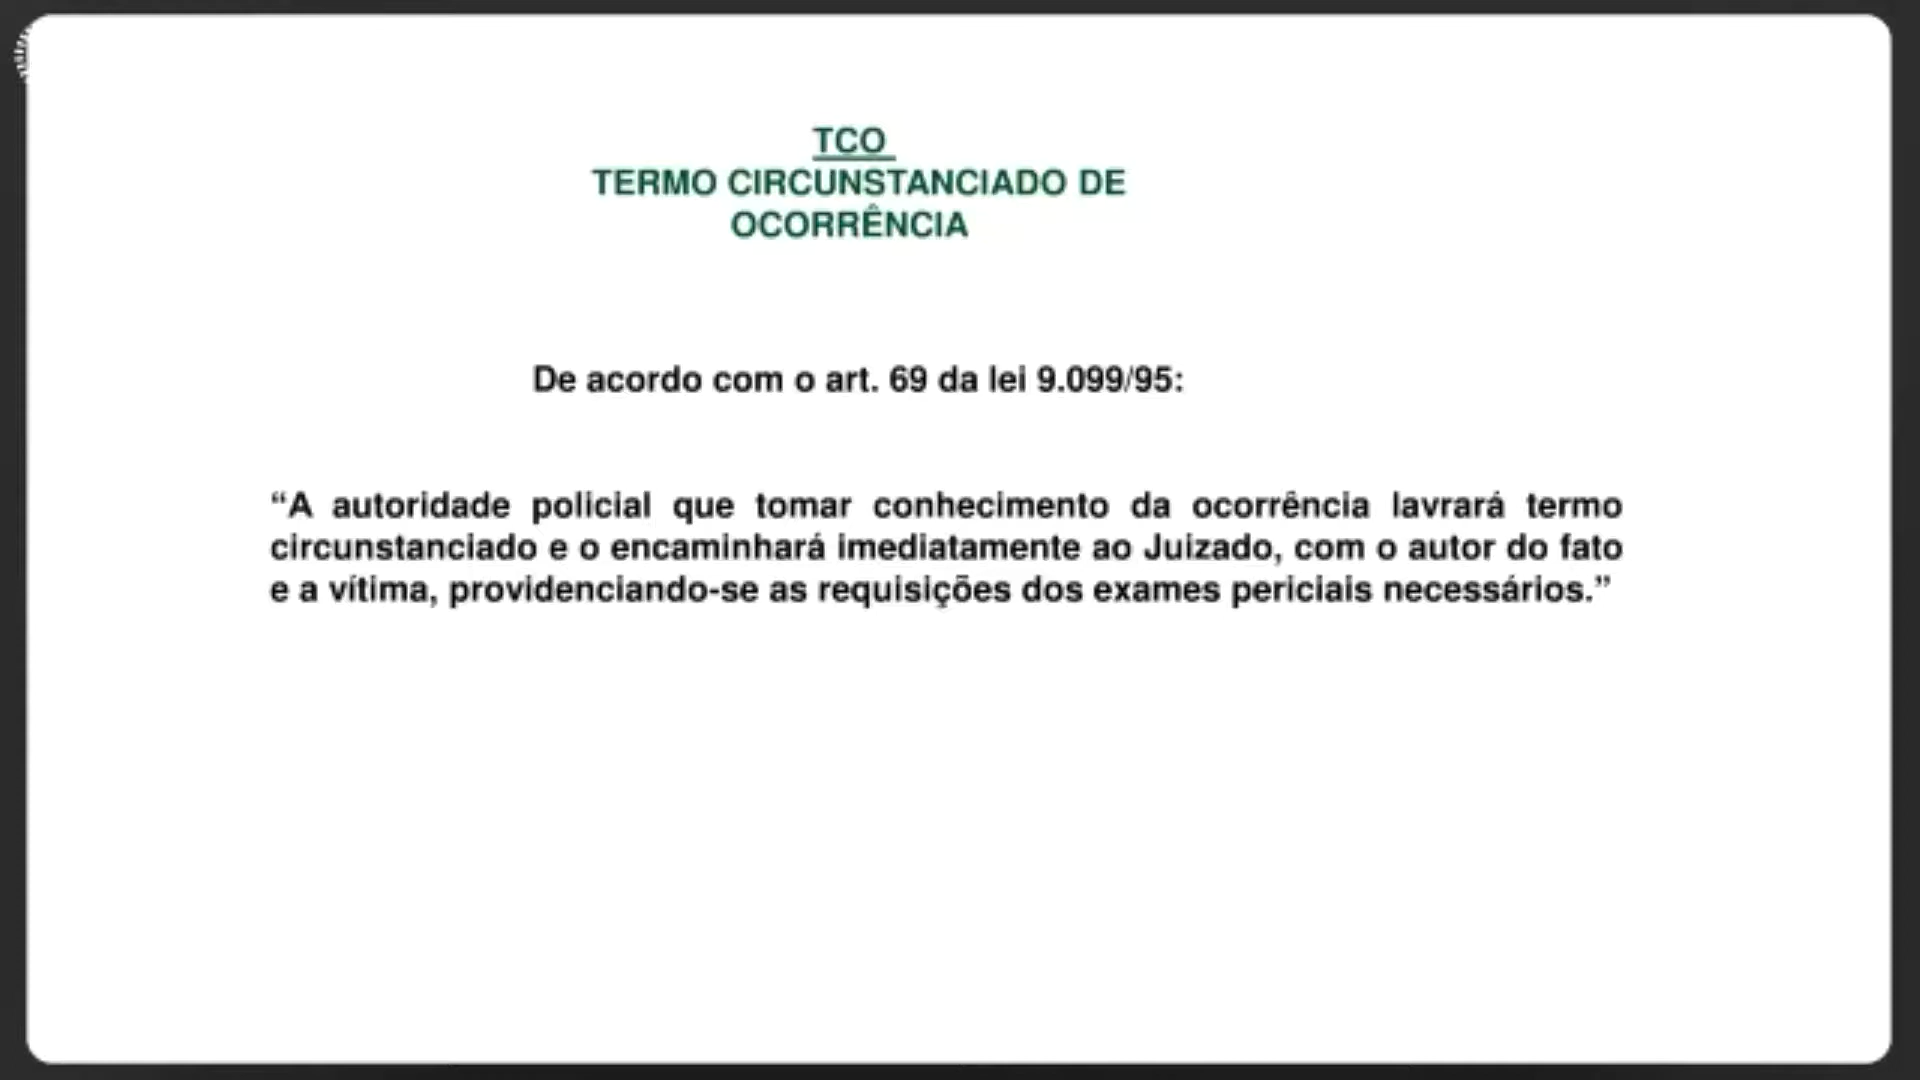 TCO
TERMO CIRCUNSTANCIADO DE
OCORRÊNCIA
De acordo com o art. 69 da lei 9.099/95:
“A autoridade policial que tomar conhecimento da ocorrência lavrará termo
circunstanciado e o encaminhará imediatamente ao Juizado, com o autor do fato
e a vítima, providenciando-se as requisições dos exames periciais necessários.”